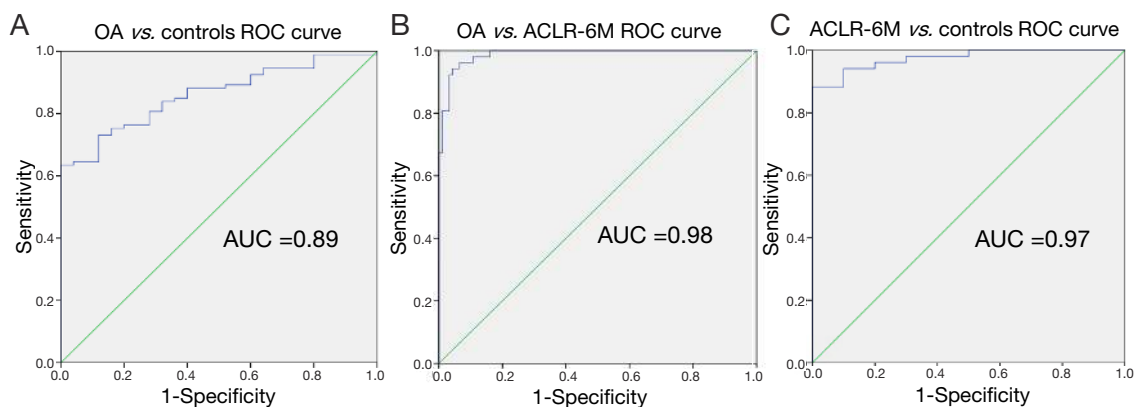 A
OA vs. controls ROC curve
1.0
0.8
0.6
0.4
0.2
0.0
Sensitivity
AUC =0.89
0.0 0.2 0.4 0.6 0.8 1.0
1-Specificity
B
OA vs. ACLR-6M ROC curve
1.0
0.8
0.6
0.4
0.2
0.0
Sensitivity
AUC =0.98
0.0 0.2 0.4 0.6 0.8 1.0
1-Specificity
C
ACLR-6M vs. controls ROC curve
1.0
0.8
0.6
0.4
0.2
0.0
Sensitivity
AUC =0.97
0.0 0.2 0.4 0.6 0.8 1.0
1-Specificity